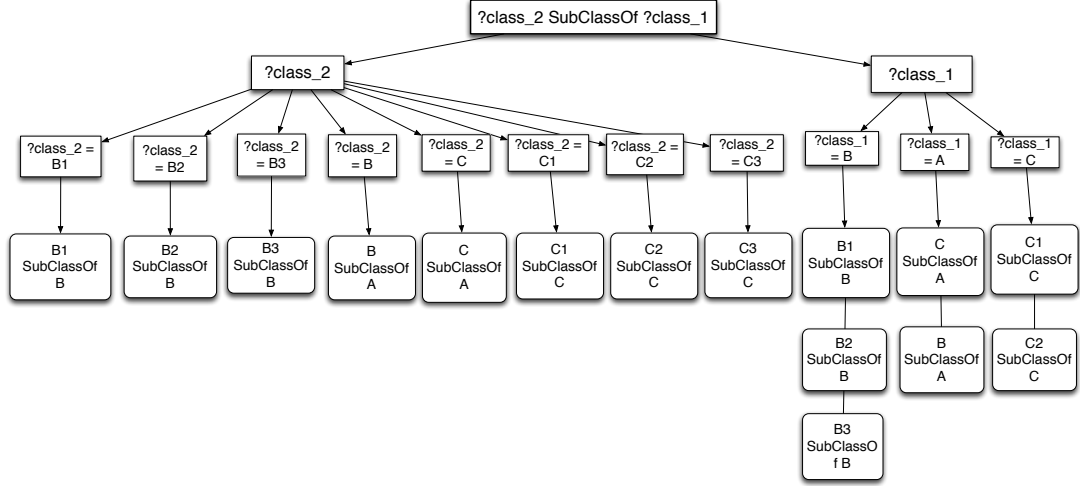 ?class_2 SubClassOf ?class_1
?class_2
?class_1
?class_2 =
B1
?class_2
= B2
?class_2
= B3
?class_2
= B
?class_2
= C
?class_2 =
C1
?class_2 =
C2
?class_2
= C3
?class_1
= B
?class_1
= A
?class_1
= C
B1
SubClassOf
B
B2
SubClassOf
B
B3
SubClassOf
B
B
SubClassOf
A
C
SubClassOf
A
C1
SubClassOf
C
C2
SubClassOf
C
C3
SubClassOf
C
B1
SubClassOf
B
C
SubClassOf
A
C1
SubClassOf
C
B2
SubClassOf
B
B
SubClassOf
A
C2
SubClassOf
C
B3
SubClassO
f B